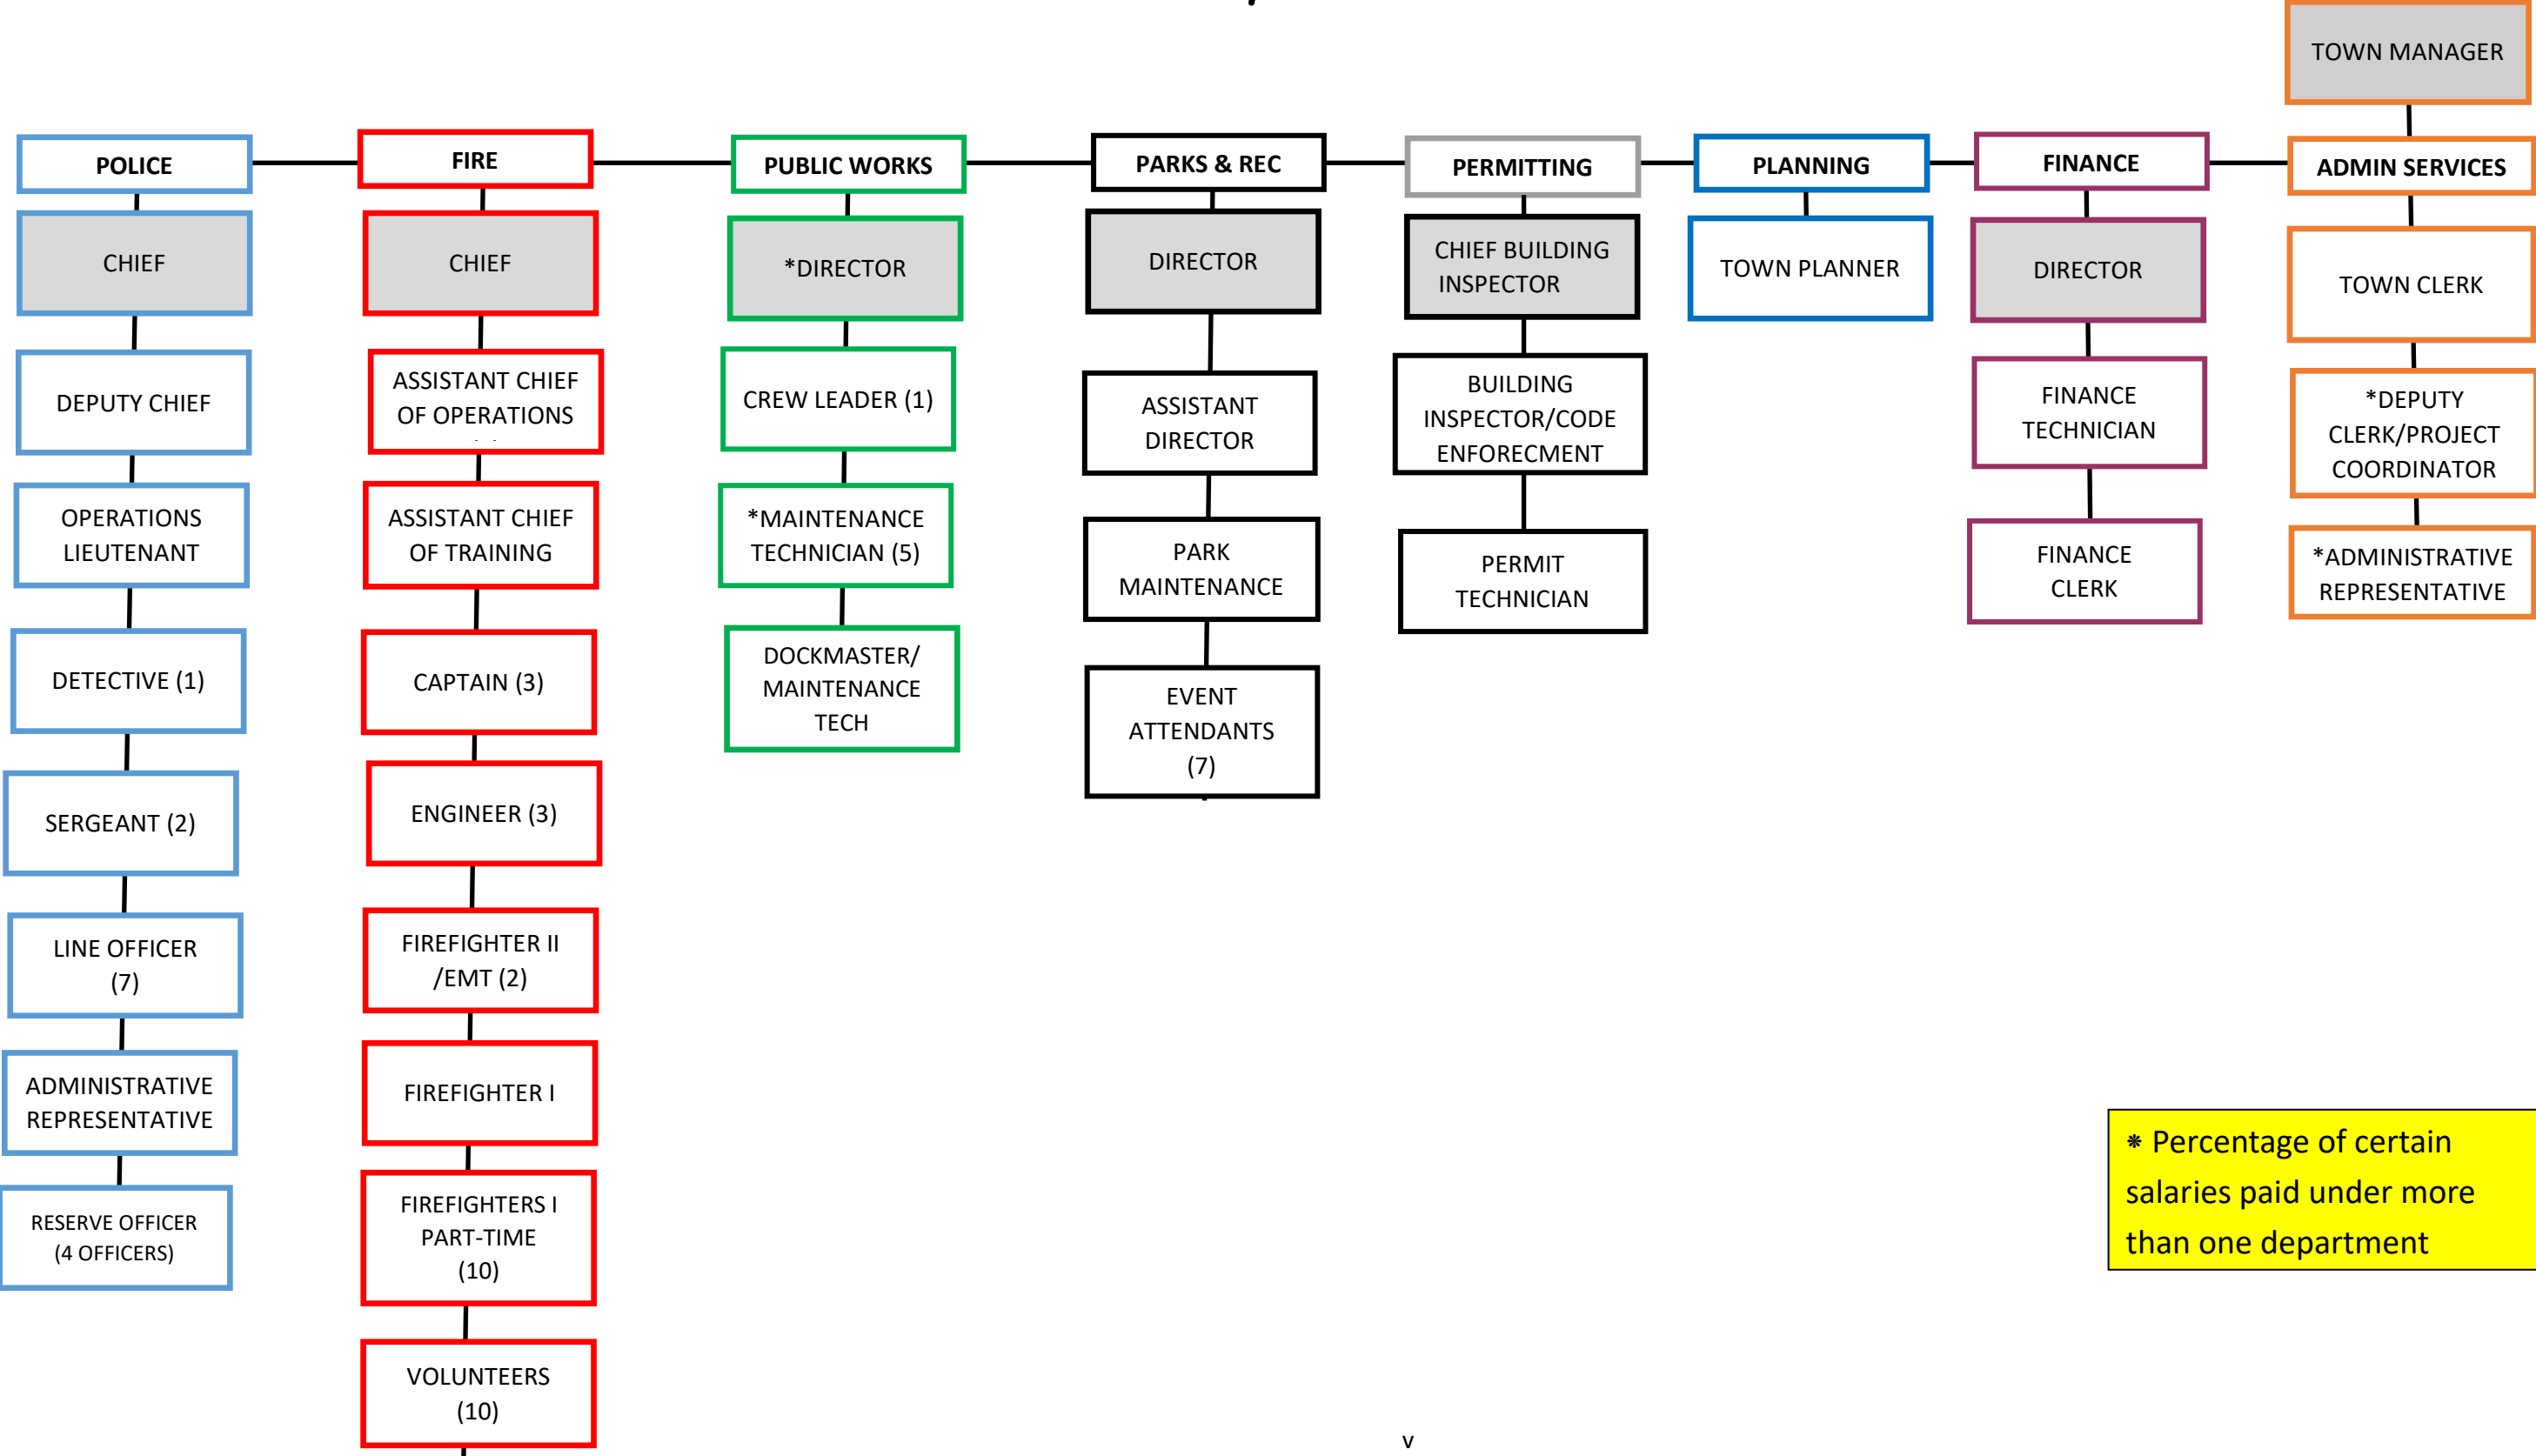 TOWN MANAGER
POLICE
FIRE
PUBLIC WORKS
PARKS & REC
PERMITTING
PLANNING
FINANCE
ADMIN SERVICES
CHIEF
DEPUTY CHIEF
OPERATIONS
LIEUTENANT
DETECTIVE (1)
SERGEANT (2)
LINE OFFICER
(7)
ADMINISTRATIVE
REPRESENTATIVE
RESERVE OFFICER
(4 OFFICERS)
CHIEF
ASSISTANT CHIEF
OF OPERATIONS
ASSISTANT CHIEF
OF TRAINING
CAPTAIN (3)
ENGINEER (3)
FIREFIGHTER II
/EMT (2)
FIREFIGHTER I
FIREFIGHTERS I
PART-TIME
(10)
VOLUNTEERS
(10)
*DIRECTOR
CREW LEADER (1)
*MAINTENANCE
TECHNICIAN (5)
DOCKMASTER/
MAINTENANCE
TECH
DIRECTOR
ASSISTANT
DIRECTOR
PARK
MAINTENANCE
EVENT
ATTENDANTS
(7)
CHIEF BUILDING
INSPECTOR
BUILDING
INSPECTOR/CODE
ENFORECMENT
PERMIT
TECHNICIAN
TOWN PLANNER
DIRECTOR
FINANCE
TECHNICIAN
FINANCE
CLERK
TOWN CLERK
*DEPUTY
CLERK/PROJECT
COORDINATOR
*ADMINISTRATIVE
REPRESENTATIVE
* Percentage of certain
salaries paid under more
than one department
v